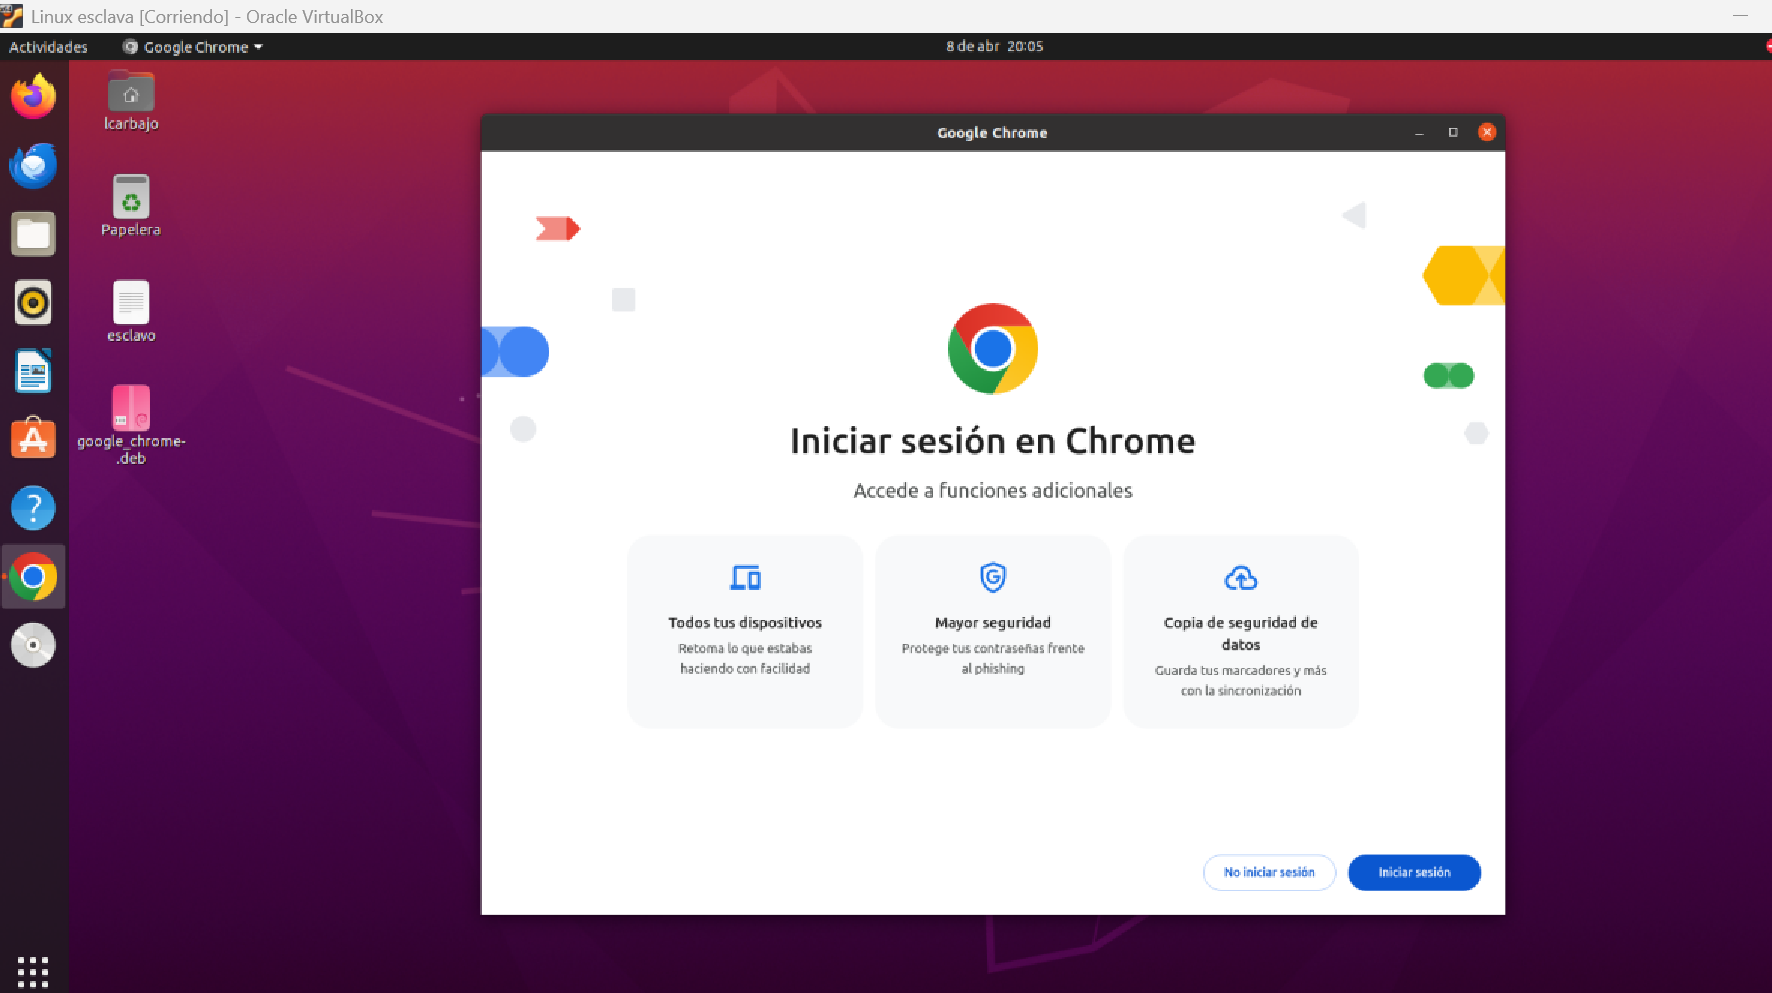 Linux esclava [Corriendo] - Oracle VirtualBox
Actividades
Google Chrome
8 de abr 20:05
lcarbajo
Papelera
esclavo
google_chrome-
.deb
Google Chrome
Iniciar sesión en Chrome
Accede a funciones adicionales
Todos tus dispositivos
Retoma lo que estabas
haciendo con facilidad
Mayor seguridad
Protege tus contraseñas frente
al phishing
Copia de seguridad de
datos
Guarda tus marcadores y más
con la sincronización
No iniciar sesión
Iniciar sesión